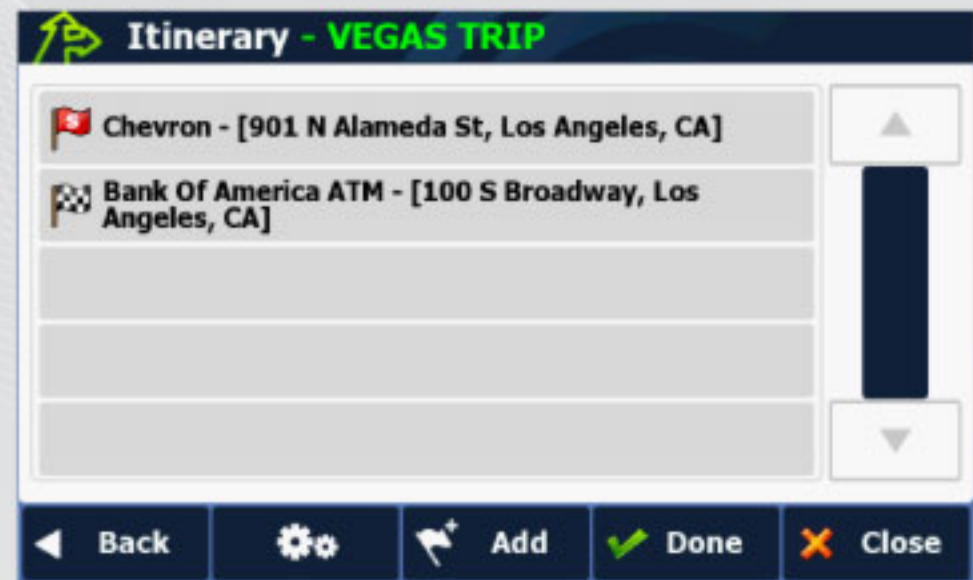 Itinerary - VEGAS TRIP
S
Chevron - [901 N Alameda St, Los Angeles, CA]
Bank Of America ATM - [100 S Broadway, Los
Angeles, CA]
Back
Add
Done
Close